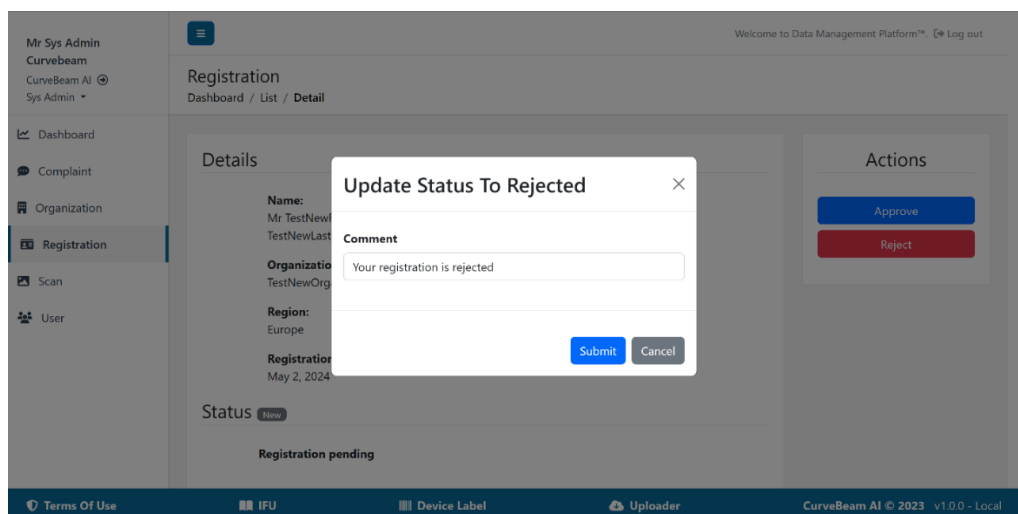 Mr Sys Admin
Curvebeam
CurveBeam AI
Sys Admin
Welcome to Data Management Platform™.
Log out
Registration
Dashboard / List / Detail
Dashboard
Complaint
Organization
Registration
Scan
User
Details
Name:
Mr TestNew
TestNewLast
Organizatio
TestNewOrg
Region:
Europe
Registration
May 2, 2024
Status New
Registration pending
Update Status To Rejected
Comment
Your registration is rejected
Submit Cancel
Actions
Approve
Reject
Terms Of Use
IFU
Device Label
Uploader
CurveBeam AI © 2023 v1.0.0 - Local